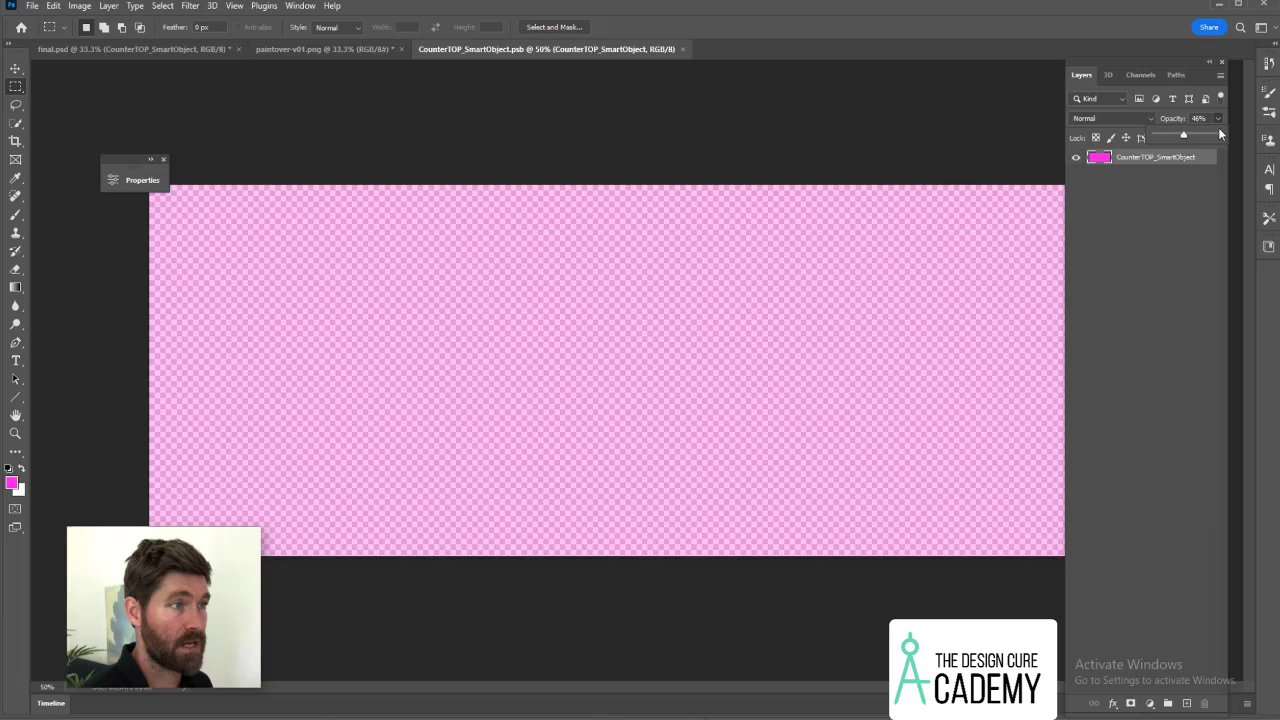 Ps File Edit Image Layer Type Select Filter 3D View Plugins Window Help
Feather: 0 px Anti-alias Style: Normal Width: Height: Select and Mask... Share
final.psd @ 33.3% (CounterTOP_SmartObject, RGB/8) * × paintover-v01.png @ 33.3% (RGB/8#) * × CounterTOP_SmartObject.psb @ 50% (CounterTOP_SmartObject, RGB/8) ×
Layers 3D Channels Paths
Kind
Normal Opacity: 46%
Lock:
CounterTOP_SmartObject
Properties
THE DESIGN CURE
ACADEMY
Activate Windows
Go to Settings to activate Windows.
50%
Timeline